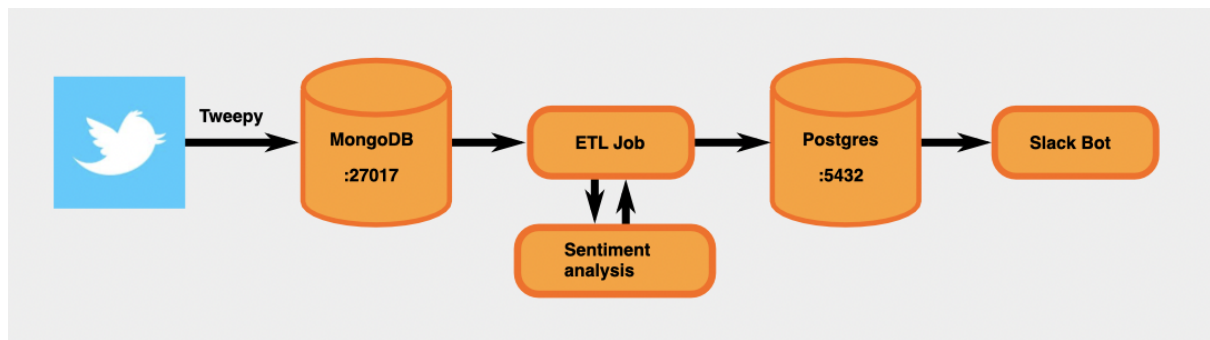 Tweepy
MongoDB
:27017
ETL Job
Sentiment
analysis
Postgres
:5432
Slack Bot